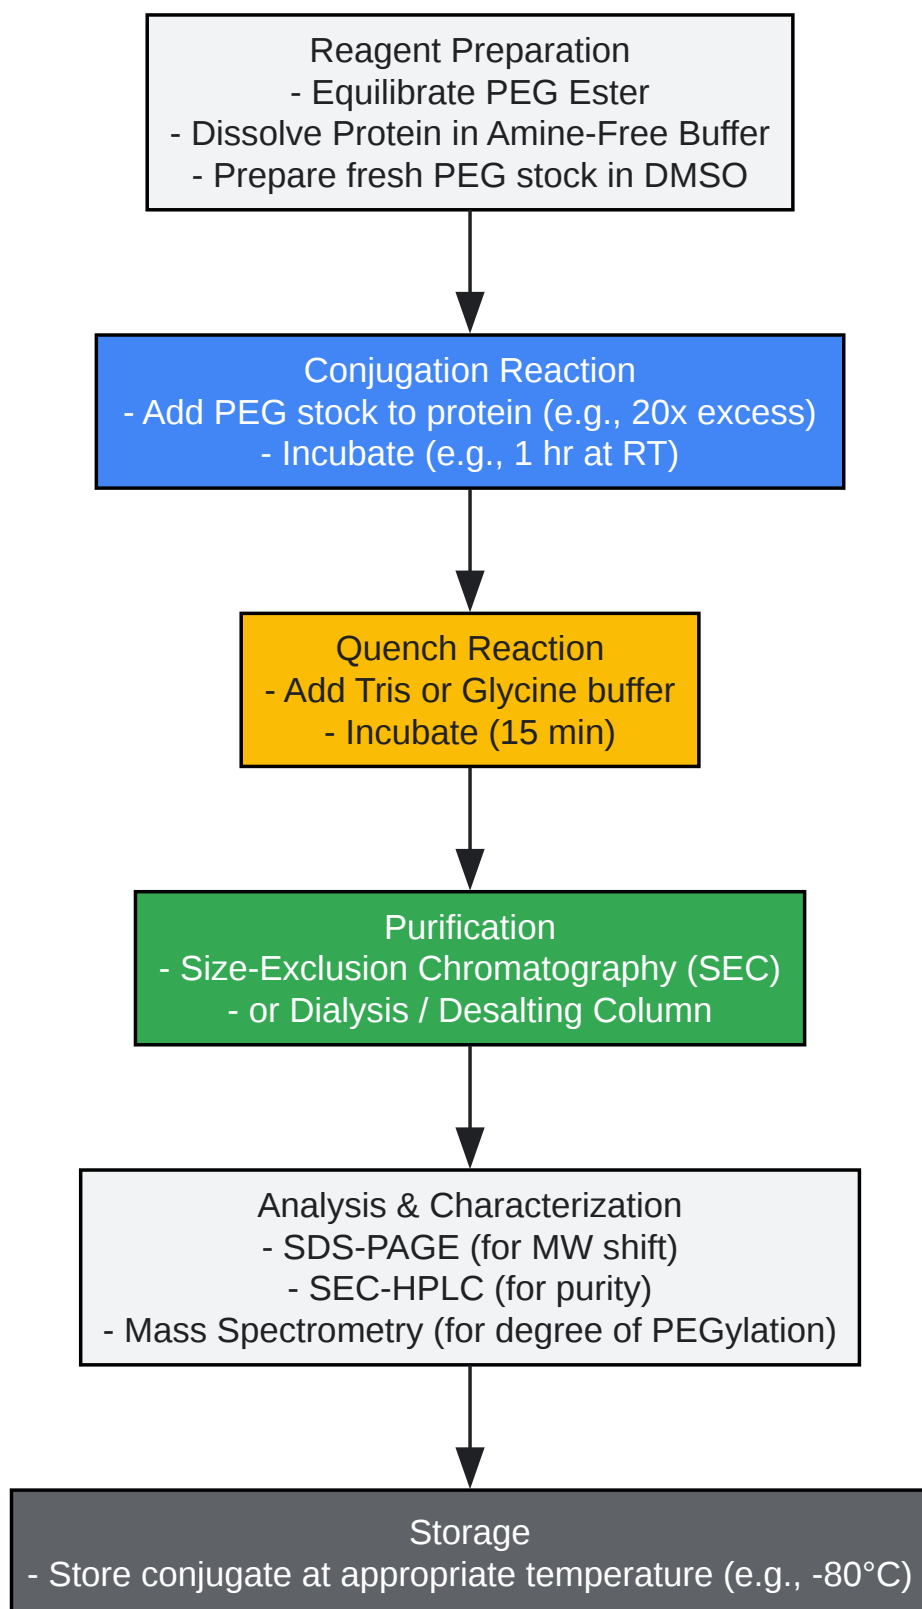 Reagent Preparation
- Equilibrate PEG Ester
- Dissolve Protein in Amine-Free Buffer
- Prepare fresh PEG stock in DMSO
Conjugation Reaction
- Add PEG stock to protein (e.g., 20x excess)
- Incubate (e.g., 1 hr at RT)
Quench Reaction
- Add Tris or Glycine buffer
- Incubate (15 min)
Purification
- Size-Exclusion Chromatography (SEC)
- or Dialysis / Desalting Column
Analysis & Characterization
- SDS-PAGE (for MW shift)
- SEC-HPLC (for purity)
- Mass Spectrometry (for degree of PEGylation)
Storage
- Store conjugate at appropriate temperature (e.g., -80°C)